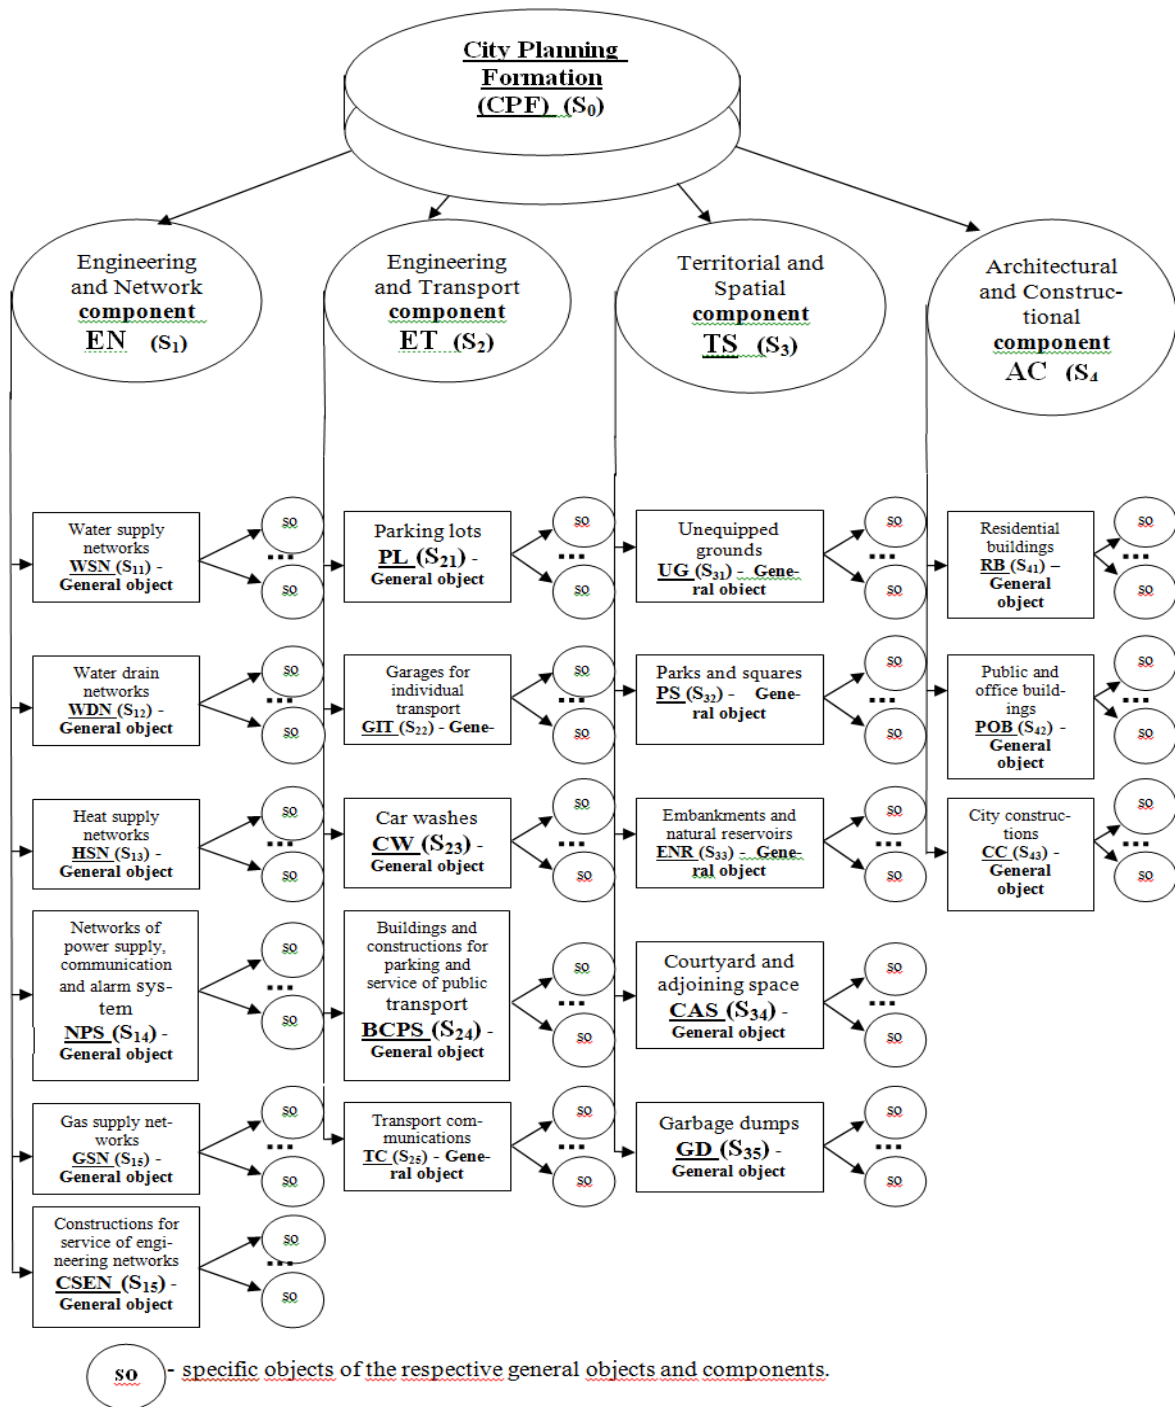 City Planning
Formation
(CPF) (S₀)
Engineering
and Network
component
EN (S₁)
Engineering
and Transport
component
ET (S₂)
Territorial and
Spatial
component
TS (S₃)
Architectural
and Construc-
tional
component
AC (S₄
Water supply
networks
WSN (S₁₁) -
General object
so
...
so
Parking lots
PL (S₂₁) -
General object
so
...
so
Unequipped
grounds
UG (S₃₁) - Gene-
ral object
so
...
so
Residential
buildings
RB (S₄₁) –
General
object
so
...
so
Water drain
networks
WDN (S₁₂) -
General object
so
...
so
Garages for
individual
transport
GIT (S₂₂) - Gene-
so
...
so
Parks and squares
PS (S₃₂) - Gene-
ral object
so
...
so
Public and
office build-
ings
POB (S₄₂) -
General
object
so
...
so
Heat supply
networks
HSN (S₁₃) -
General object
so
...
so
Car washes
CW (S₂₃) -
General object
so
...
so
Embankments and
natural reservoirs
ENR (S₃₃) - Gene-
ral object
so
...
so
City construc-
tions
CC (S₄₃) -
General
object
so
...
so
Networks of
power supply,
communication
and alarm sys-
tem
NPS (S₁₄) -
General object
so
...
so
Buildings and
constructions for
parking and
service of public
transport
BCPS (S₂₄) -
General object
so
...
so
Courtyard and
adjoining space
CAS (S₃₄) -
General object
so
...
so
Gas supply net-
works
GSN (S₁₅) -
General object
so
...
so
Transport com-
munications
TC (S₂₅) - Gene-
ral object
so
...
so
Garbage dumps
GD (S₃₅) -
General object
so
...
so
Constructions for
service of engi-
neering networks
CSEN (S₁₅) -
General object
so
...
so
so - specific objects of the respective general objects and components.